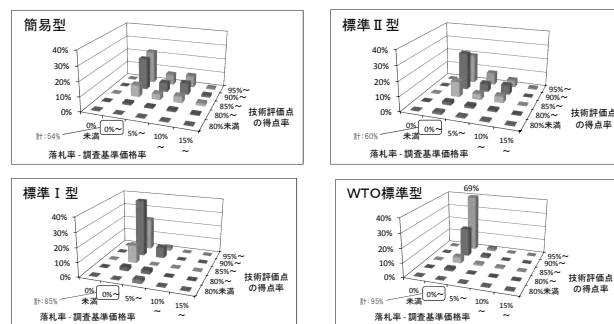 簡易型
40%
30%
20%
10%
0%
95%~
90%~
85%~
80%~
80%未満
技術評価点
の得点率
0%
未満
0%~
5%~
10%
~
15%
~
計:54%
落札率 - 調査基準価格率
標準Ⅱ型
40%
30%
20%
10%
0%
95%~
90%~
85%~
80%~
80%未満
技術評価点
の得点率
0%
未満
0%~
5%~
10%
~
15%
~
計:60%
落札率 - 調査基準価格率
標準Ⅰ型
40%
30%
20%
10%
0%
95%~
90%~
85%~
80%~
80%未満
技術評価点
の得点率
0%
未満
0%~
5%~
10%
~
15%
~
計:85%
落札率 - 調査基準価格率
WTO標準型
69%
40%
30%
20%
10%
0%
95%~
90%~
85%~
80%~
80%未満
技術評価点
の得点率
0%
未満
0%~
5%~
10%
~
15%
~
計:95%
落札率 - 調査基準価格率